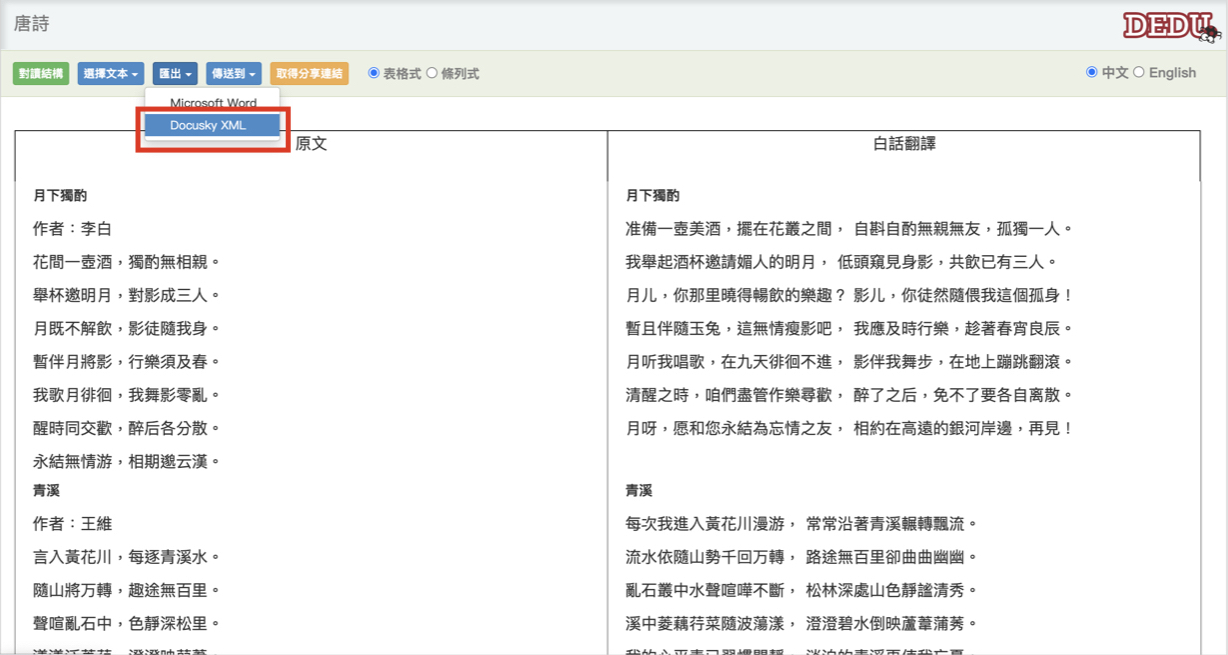 唐詩
DEDU
對讀結構 選擇文本 匯出 傳送到 取得分享連結 表格式 條列式 中文 English
Microsoft Word
Docusky XML
原文 白話翻譯
月下獨酌
作者：李白
花間一壺酒，獨酌無相親。
舉杯邀明月，對影成三人。
月既不解飲，影徒隨我身。
暫伴月將影，行樂須及春。
我歌月徘徊，我舞影零亂。
醒時同交歡，醉后各分散。
永結無情游，相期邈云漢。
青溪
作者：王維
言入黃花川，每逐青溪水。
隨山將万轉，趣途無百里。
聲喧亂石中，色靜深松里。
月下獨酌
准備一壺美酒，擺在花叢之間， 自斟自酌無親無友，孤獨一人。
我舉起酒杯邀請媚人的明月， 低頭窺見身影，共飲已有三人。
月儿，你那里曉得暢飲的樂趣？ 影儿，你徒然隨偎我這個孤身！
暫且伴隨玉兔，這無情瘦影吧， 我應及時行樂，趁著春宵良辰。
月听我唱歌，在九天徘徊不進， 影伴我舞步，在地上蹦跳翻滾。
清醒之時，咱們盡管作樂尋歡， 醉了之后，免不了要各自离散。
月呀，愿和您永結為忘情之友， 相約在高遠的銀河岸邊，再見！
青溪
每次我進入黃花川漫游， 常常沿著青溪輾轉飄流。
流水依隨山勢千回万轉， 路途無百里卻曲曲幽幽。
亂石叢中水聲喧嘩不斷， 松林深處山色靜謐清秀。
溪中菱藕荇菜隨波蕩漾， 澄澄碧水倒映蘆葦蒲莠。